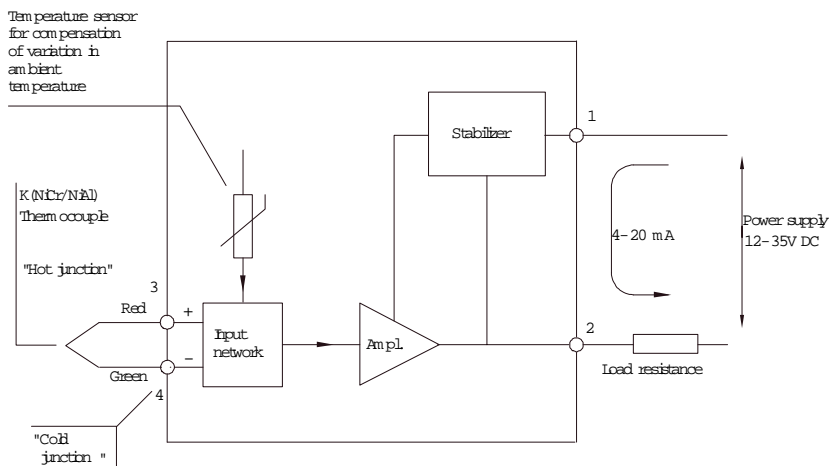 Temperature sensor
for compensation
of variation in
ambient
temperature
1
Stabilizer
K(NiCr/NiAl)
Thermocouple
4-20 mA
Power supply
12-35V DC
"Hot junction"
3
Red
+
Input
network
Ampl.
2
-
Green
Load resistance
4
"Cold
junction "